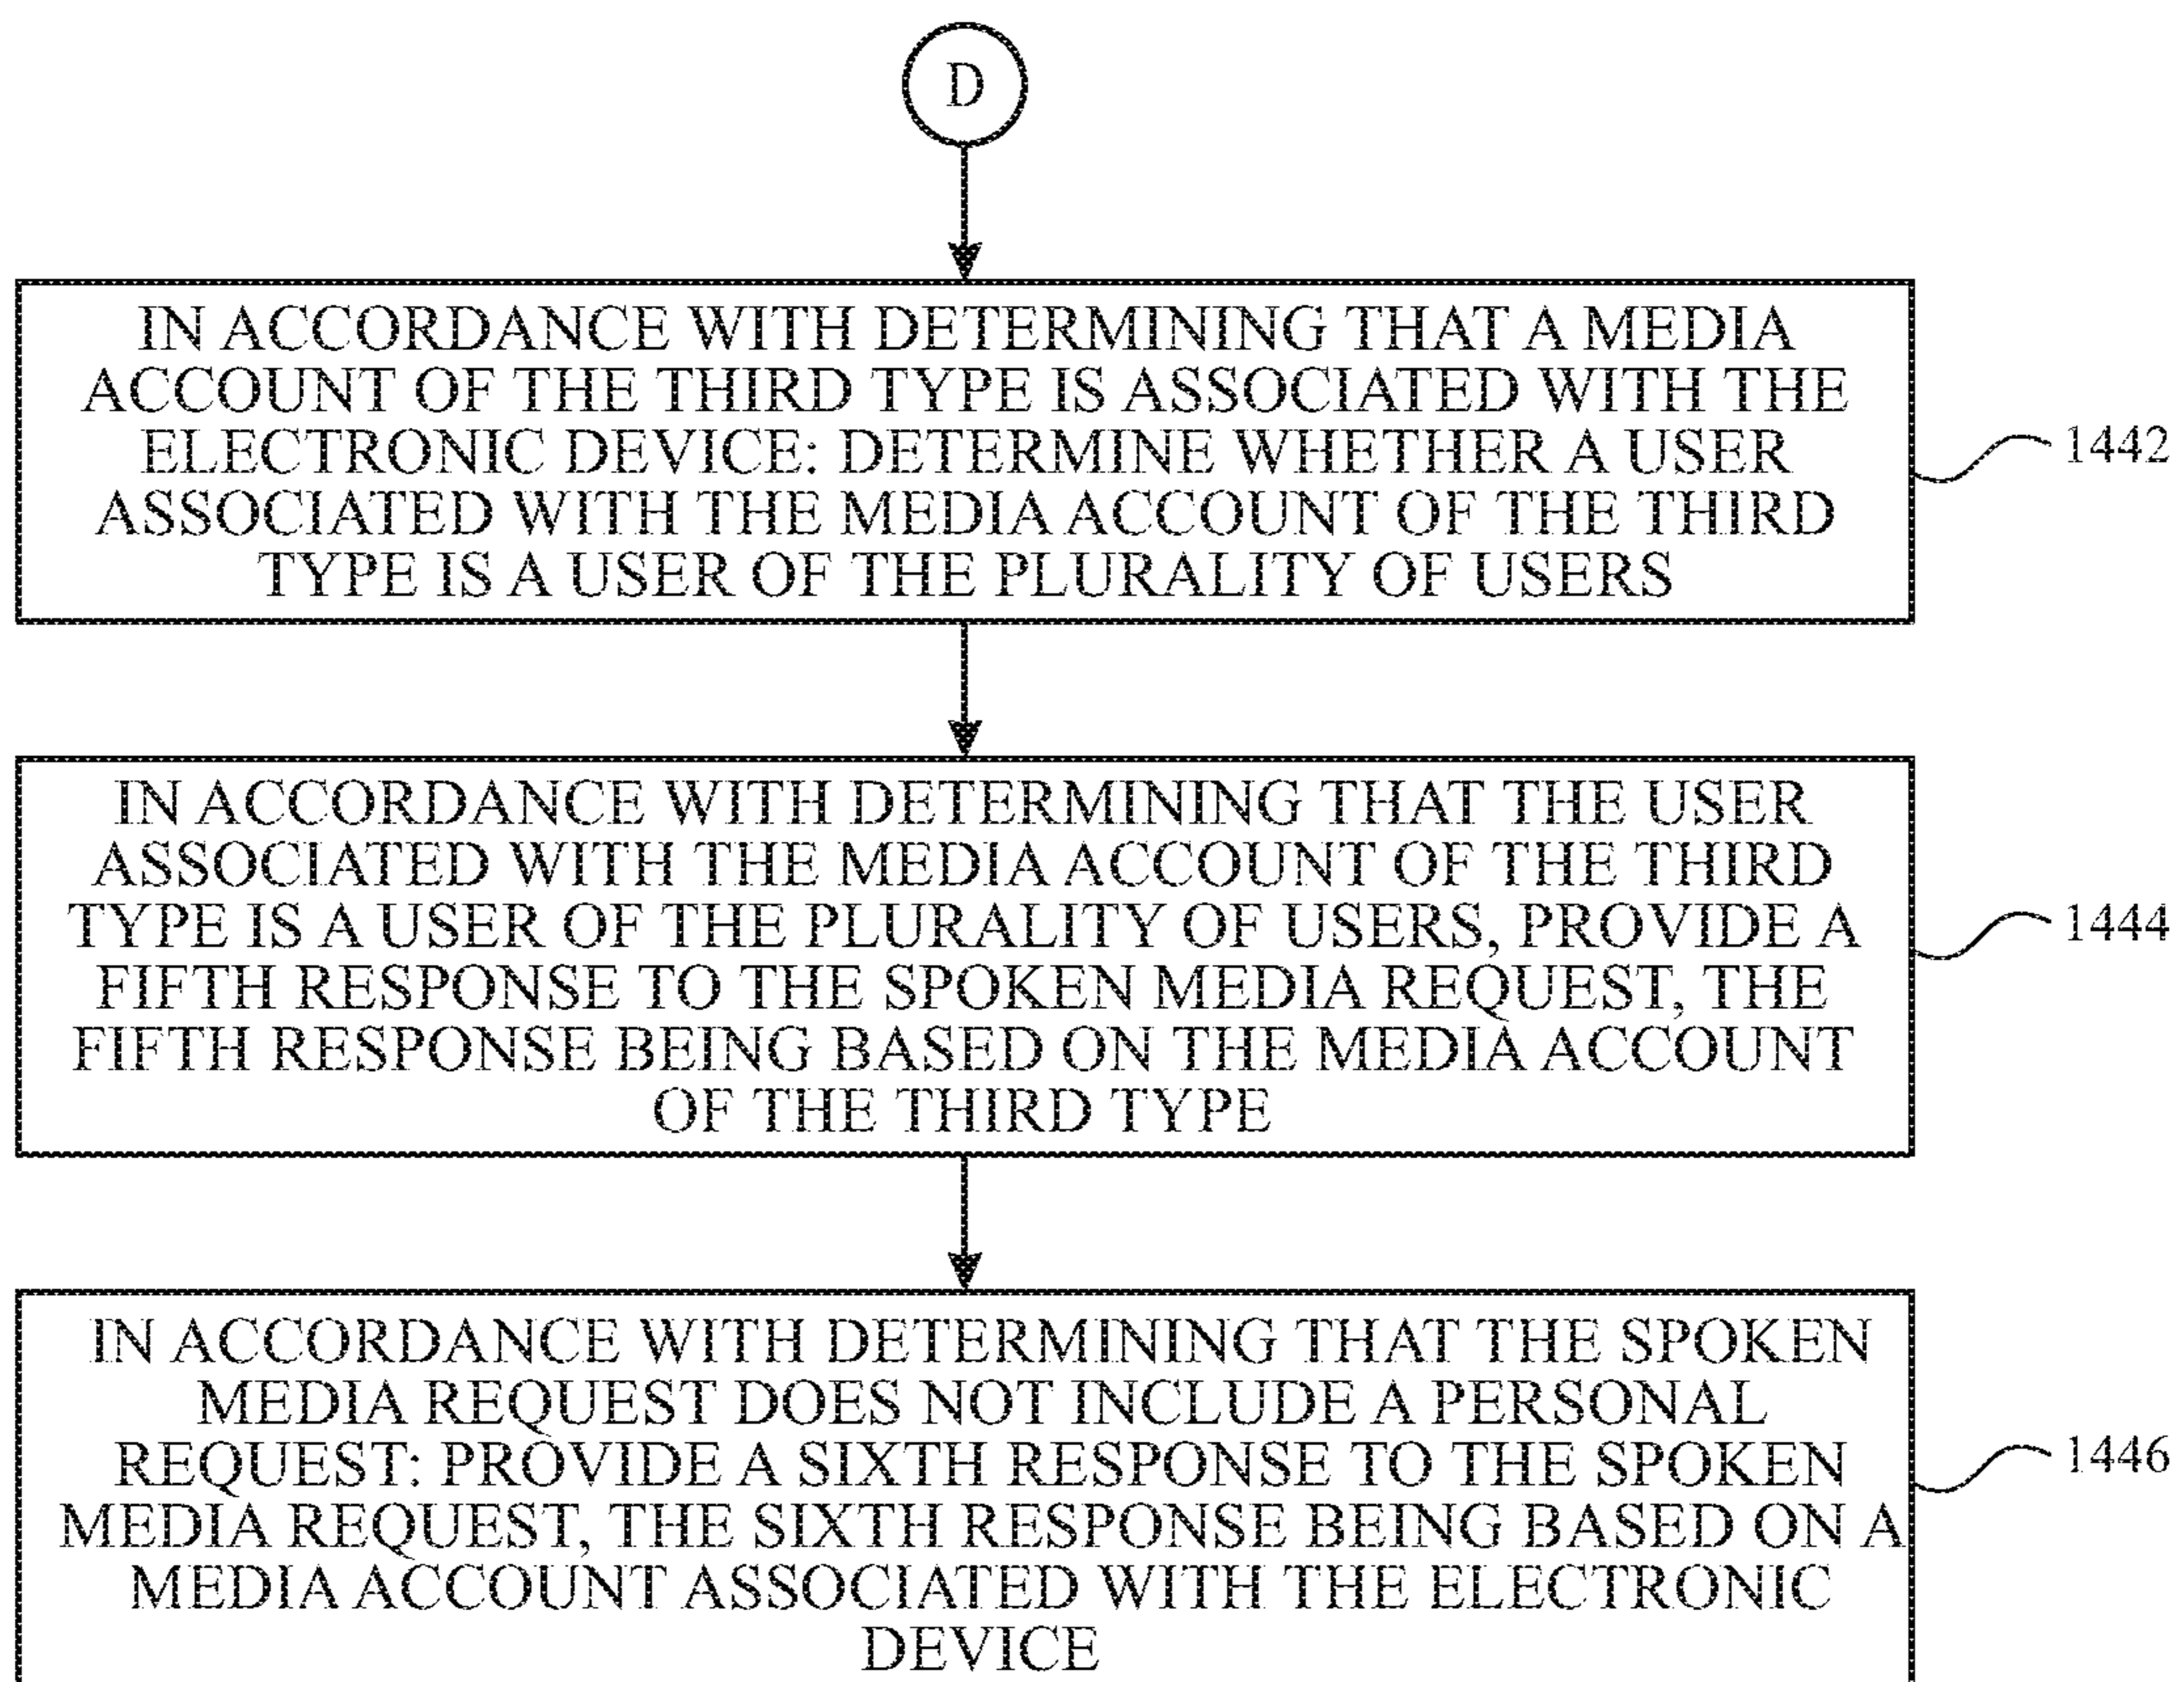 D
IN ACCORDANCE WITH DETERMINING THAT A MEDIA
ACCOUNT OF THE THIRD TYPE IS ASSOCIATED WITH THE
ELECTRONIC DEVICE: DETERMINE WHETHER A USER
ASSOCIATED WITH THE MEDIA ACCOUNT OF THE THIRD
TYPE IS A USER OF THE PLURALITY OF USERS
1442
IN ACCORDANCE WITH DETERMINING THAT THE USER
ASSOCIATED WITH THE MEDIA ACCOUNT OF THE THIRD
TYPE IS A USER OF THE PLURALITY OF USERS, PROVIDE A
FIFTH RESPONSE TO THE SPOKEN MEDIA REQUEST, THE
FIFTH RESPONSE BEING BASED ON THE MEDIA ACCOUNT
OF THE THIRD TYPE
1444
IN ACCORDANCE WITH DETERMINING THAT THE SPOKEN
MEDIA REQUEST DOES NOT INCLUDE A PERSONAL
REQUEST: PROVIDE A SIXTH RESPONSE TO THE SPOKEN
MEDIA REQUEST, THE SIXTH RESPONSE BEING BASED ON A
MEDIA ACCOUNT ASSOCIATED WITH THE ELECTRONIC
DEVICE
1446